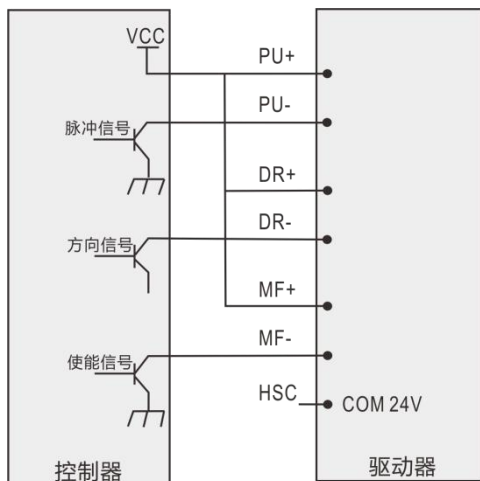 VCC
PU+
PU-
脉冲信号
DR+
DR-
方向信号
MF+
MF-
使能信号
HSC
COM 24V
控制器
驱动器